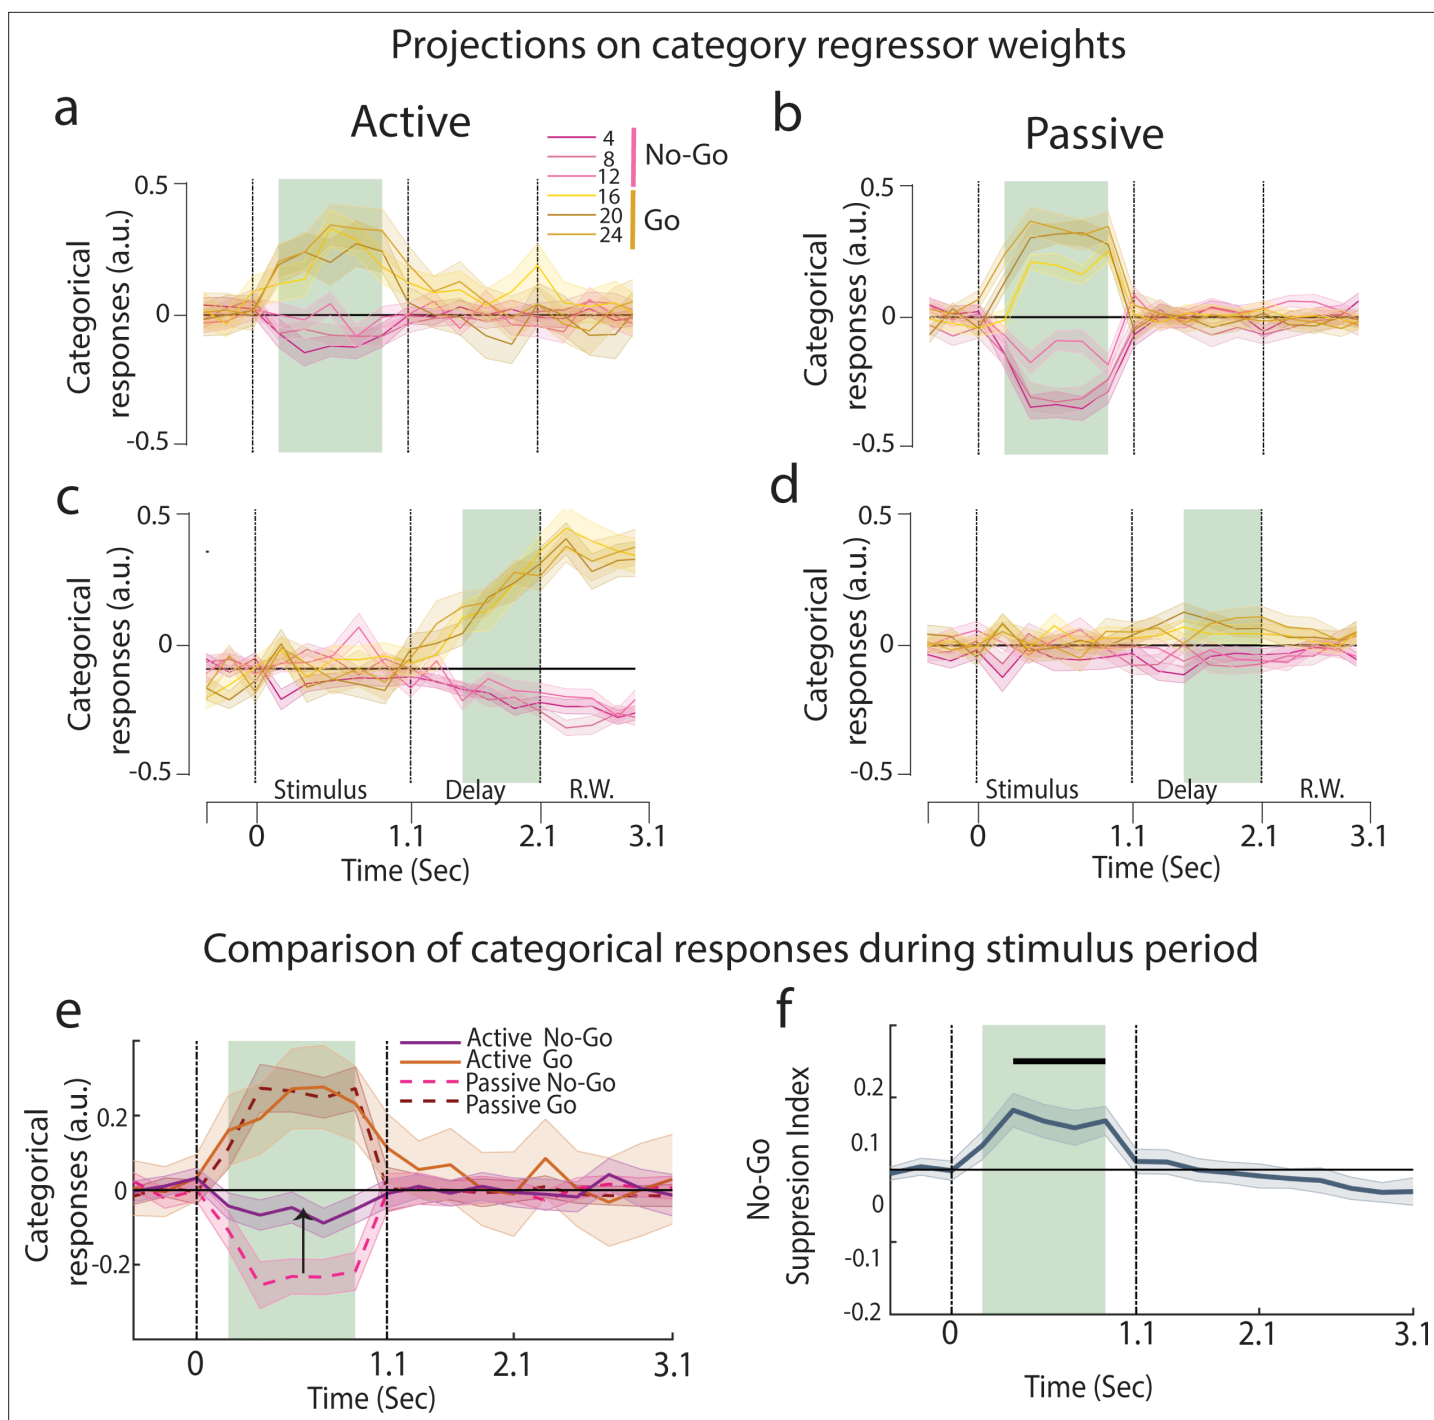 Projections on category regressor weights
a
Active
4
8
12
No-Go
16
20
24
Go
0.5
0
-0.5
Categorical
responses (a.u.)
b
Passive
0.5
0
-0.5
Categorical
responses (a.u.)
c
0.5
0
-0.5
Categorical
responses (a.u.)
Stimulus
Delay
R.W.
0
1.1
2.1
3.1
Time (Sec)
d
0.5
0
-0.5
Categorical
responses (a.u.)
Stimulus
Delay
R.W.
0
1.1
2.1
3.1
Time (Sec)
Comparison of categorical responses during stimulus period
e
Active No-Go
Active Go
Passive No-Go
Passive Go
0.2
0
-0.2
Categorical
responses (a.u.)
0
1.1
2.1
3.1
Time (Sec)
f
0.2
0.1
0
-0.1
-0.2
No-Go
Suppresion Index
0
1.1
2.1
3.1
Time (Sec)